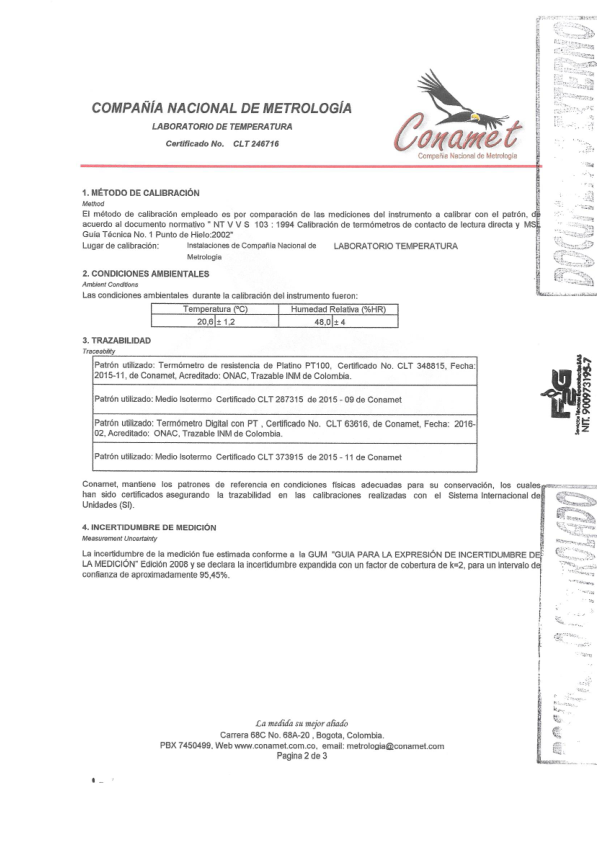 COMPAÑÍA NACIONAL DE METROLOGÍA
LABORATORIO DE TEMPERATURA
Certificado No. CLT 246716
Conamet
Compañía Nacional de Metrología
1. MÉTODO DE CALIBRACIÓN
Method
El método de calibración empleado es por comparación de las mediciones del instrumento a calibrar con el patrón, de
acuerdo al documento normativo " NT V V S 103 : 1994 Calibración de termómetros de contacto de lectura directa y MSL
Guía Técnica No. 1 Punto de Hielo:2002"
Lugar de calibración: Instalaciones de Compañía Nacional de Metrología LABORATORIO TEMPERATURA
2. CONDICIONES AMBIENTALES
Ambient Conditions
Las condiciones ambientales durante la calibración del instrumento fueron:
Temperatura (ºC) Humedad Relativa (%HR)
20,6 ± 1,2 48,0 ± 4
3. TRAZABILIDAD
Traceability
Patrón utilizado: Termómetro de resistencia de Platino PT100, Certificado No. CLT 348815, Fecha:
2015-11, de Conamet, Acreditado: ONAC, Trazable INM de Colombia.
Patrón utilizado: Medio Isotermo Certificado CLT 287315 de 2015 - 09 de Conamet
Patrón utilizado: Termómetro Digital con PT , Certificado No. CLT 63616, de Conamet, Fecha: 2016-
02, Acreditado: ONAC, Trazable INM de Colombia.
Patrón utilizado: Medio Isotermo Certificado CLT 373915 de 2015 - 11 de Conamet
Conamet, mantiene los patrones de referencia en condiciones físicas adecuadas para su conservación, los cuales
han sido certificados asegurando la trazabilidad en las calibraciones realizadas con el Sistema Internacional de
Unidades (SI).
4. INCERTIDUMBRE DE MEDICIÓN
Measurement Uncertainty
La incertidumbre de la medición fue estimada conforme a la GUM "GUIA PARA LA EXPRESIÓN DE INCERTIDUMBRE DE
LA MEDICIÓN" Edición 2008 y se declara la incertidumbre expandida con un factor de cobertura de k=2, para un intervalo de
confianza de aproximadamente 95,45%.
La medida su mejor aliado
Carrera 68C No. 68A-20 , Bogota, Colombia.
PBX 7450499, Web www.conamet.com.co, email: metrologia@conamet.com
Pagina 2 de 3
DOCUMENTO EXTERNO
NIT. 900973195-7